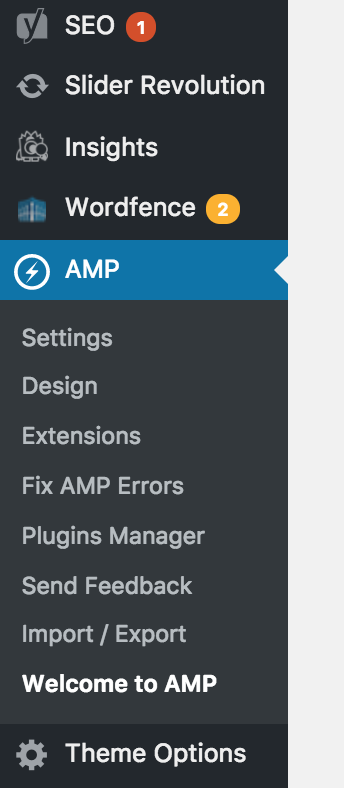 SEO 1
Slider Revolution
Insights
Wordfence 2
AMP
Settings
Design
Extensions
Fix AMP Errors
Plugins Manager
Send Feedback
Import / Export
Welcome to AMP
Theme Options